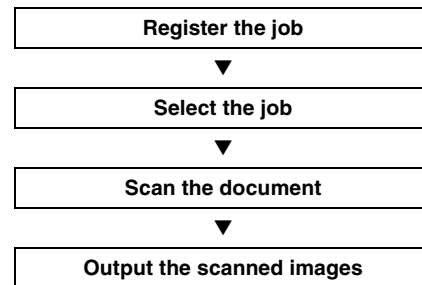 Register the job
▼
Select the job
▼
Scan the document
▼
Output the scanned images